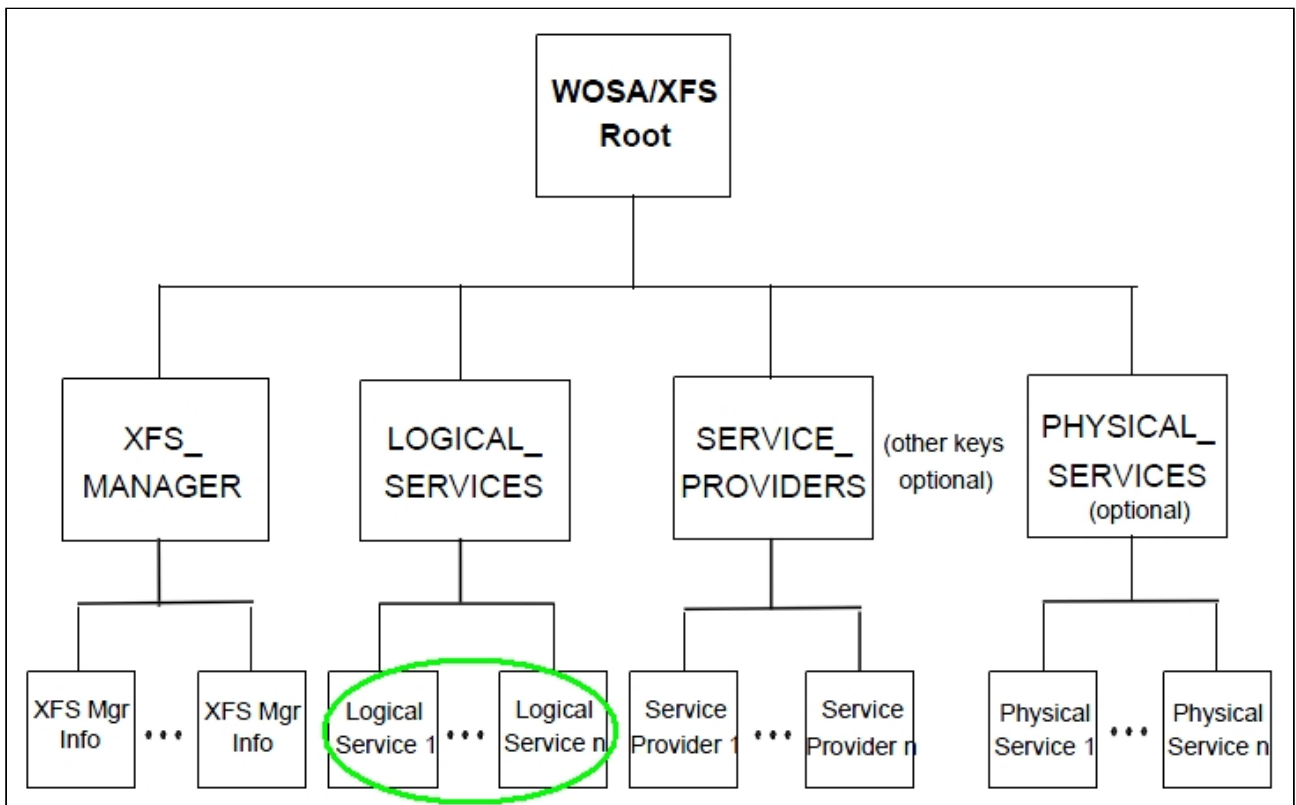 WOSA/XFS
Root
XFS_
MANAGER
LOGICAL_
SERVICES
SERVICE_
PROVIDERS
(other keys
optional)
PHYSICAL_
SERVICES
(optional)
XFS Mgr
Info
•••
XFS Mgr
Info
Logical
Service 1
•••
Logical
Service n
Service
Provider 1
•••
Service
Provider n
Physical
Service 1
•••
Physical
Service n